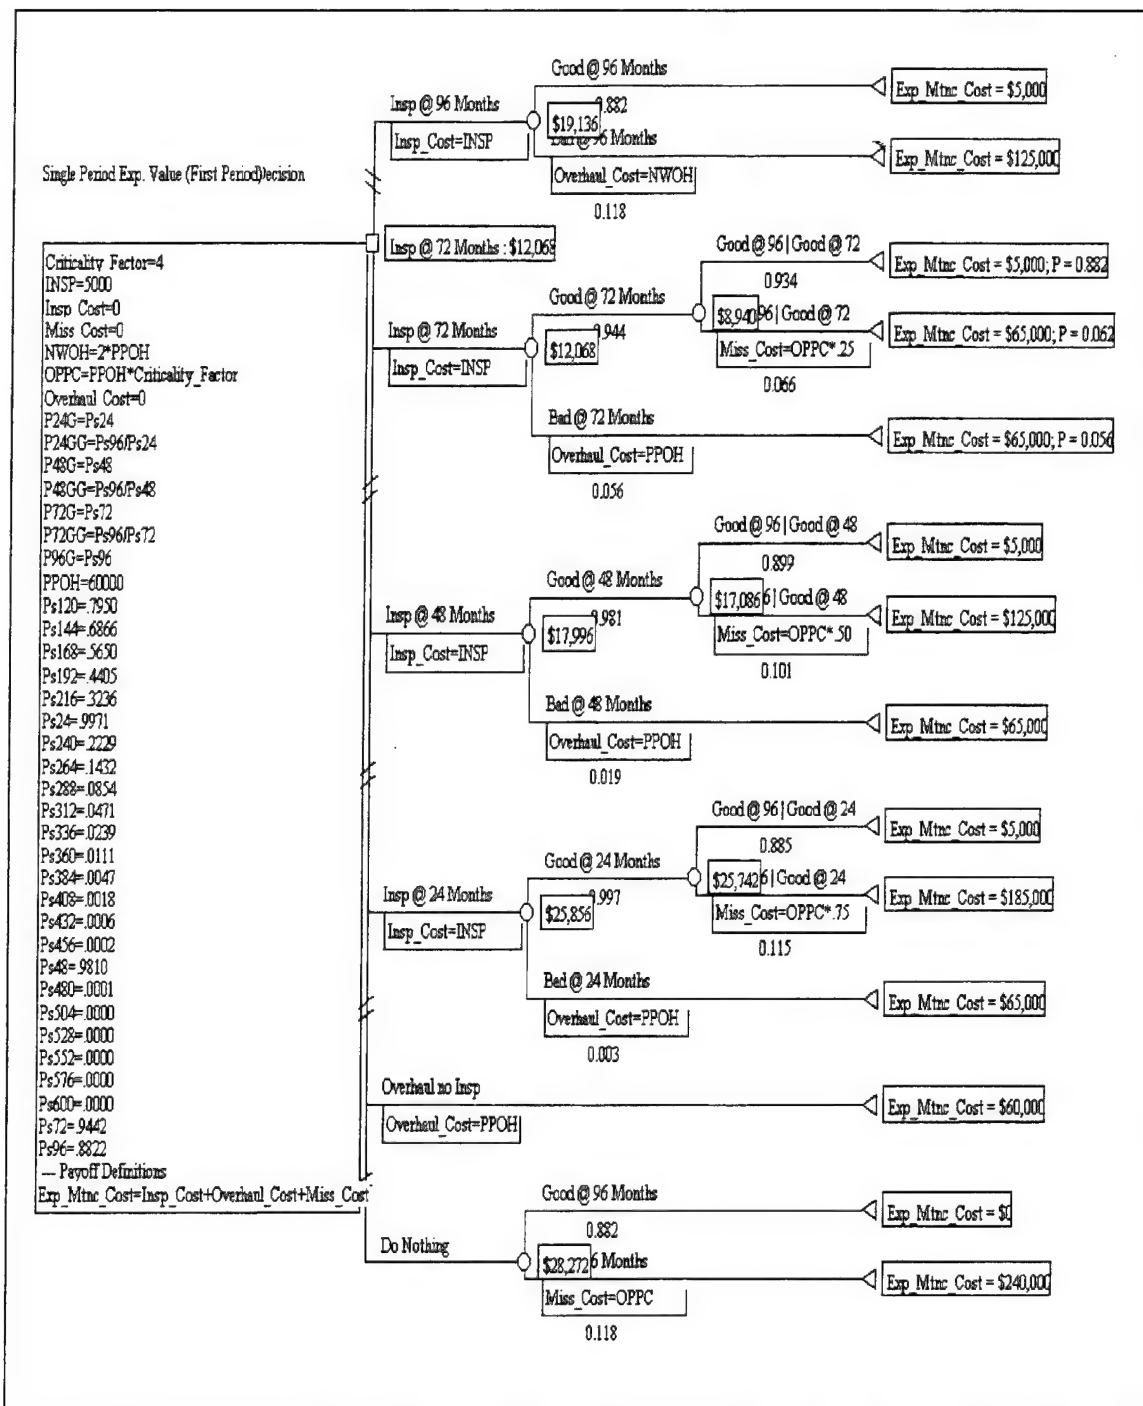 Single Period Exp. Value (First Period)Decision
Criticality Factor=4
INSP=5000
Insp Cost=0
Miss Cost=0
NWOH=2*PPOH
OPPC=PPOH*Criticality_Factor
Overhaul Cost=0
P24G=Ps24
P24GG=Ps96/Ps24
P48G=Ps48
P48GG=Ps96/Ps48
P72G=Ps72
P72GG=Ps96/Ps72
P96G=Ps96
PPOH=60000
Ps120=.7950
Ps144=.6866
Ps168=.5650
Ps192=.4405
Ps216=.3236
Ps24=.9971
Ps240=.2229
Ps264=.1432
Ps288=.0854
Ps312=.0471
Ps336=.0239
Ps360=.0111
Ps384=.0047
Ps408=.0018
Ps432=.0006
Ps456=.0002
Ps48=.9810
Ps480=.0001
Ps504=.0000
Ps528=.0000
Ps552=.0000
Ps576=.0000
Ps600=.0000
Ps72=.9442
Ps96=.8822
--- Payoff Definitions
Exp_Mtnc_Cost=Insp_Cost+Overhaul_Cost+Miss_Cost
Insp @ 96 Months
Insp_Cost=INSP
$19,136
Good @ 96 Months
.882
Exp_Mtnc_Cost = $5,000
Bad @ 96 Months
Overhaul_Cost=NWOH
0.118
Exp_Mtnc_Cost = $125,000
Insp @ 72 Months : $12,068
Insp @ 72 Months
Insp_Cost=INSP
$12,068
Good @ 72 Months
.944
$8,940
Good @ 96 | Good @ 72
0.934
Exp_Mtnc_Cost = $5,000; P = 0.882
96 | Good @ 72
Miss_Cost=OPPC*.25
0.066
Exp_Mtnc_Cost = $65,000; P = 0.062
Bad @ 72 Months
Overhaul_Cost=PPOH
0.056
Exp_Mtnc_Cost = $65,000; P = 0.056
Insp @ 48 Months
Insp_Cost=INSP
$17,996
Good @ 48 Months
.981
$17,086
Good @ 96 | Good @ 48
0.899
Exp_Mtnc_Cost = $5,000
6 | Good @ 48
Miss_Cost=OPPC*.50
0.101
Exp_Mtnc_Cost = $125,000
Bad @ 48 Months
Overhaul_Cost=PPOH
0.019
Exp_Mtnc_Cost = $65,000
Insp @ 24 Months
Insp_Cost=INSP
$25,856
Good @ 24 Months
.997
$25,742
Good @ 96 | Good @ 24
0.885
Exp_Mtnc_Cost = $5,000
6 | Good @ 24
Miss_Cost=OPPC*.75
0.115
Exp_Mtnc_Cost = $185,000
Bad @ 24 Months
Overhaul_Cost=PPOH
0.003
Exp_Mtnc_Cost = $65,000
Overhaul no Insp
Overhaul_Cost=PPOH
Exp_Mtnc_Cost = $60,000
Do Nothing
$28,272
Good @ 96 Months
0.882
Exp_Mtnc_Cost = $0
6 Months
Miss_Cost=OPPC
0.118
Exp_Mtnc_Cost = $240,000